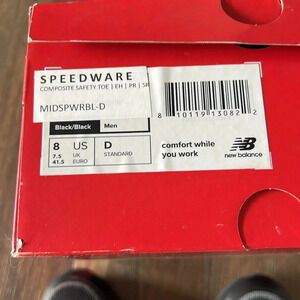 SPEEDWARE
COMPOSITE SAFETY TOE | EH | PR | SR
MIDSPWRBL-D
8 10119 13082 2
Black/Black Men
8 US D
7.5 UK STANDARD
41.5 EURO
comfort while
you work
NB
new balance